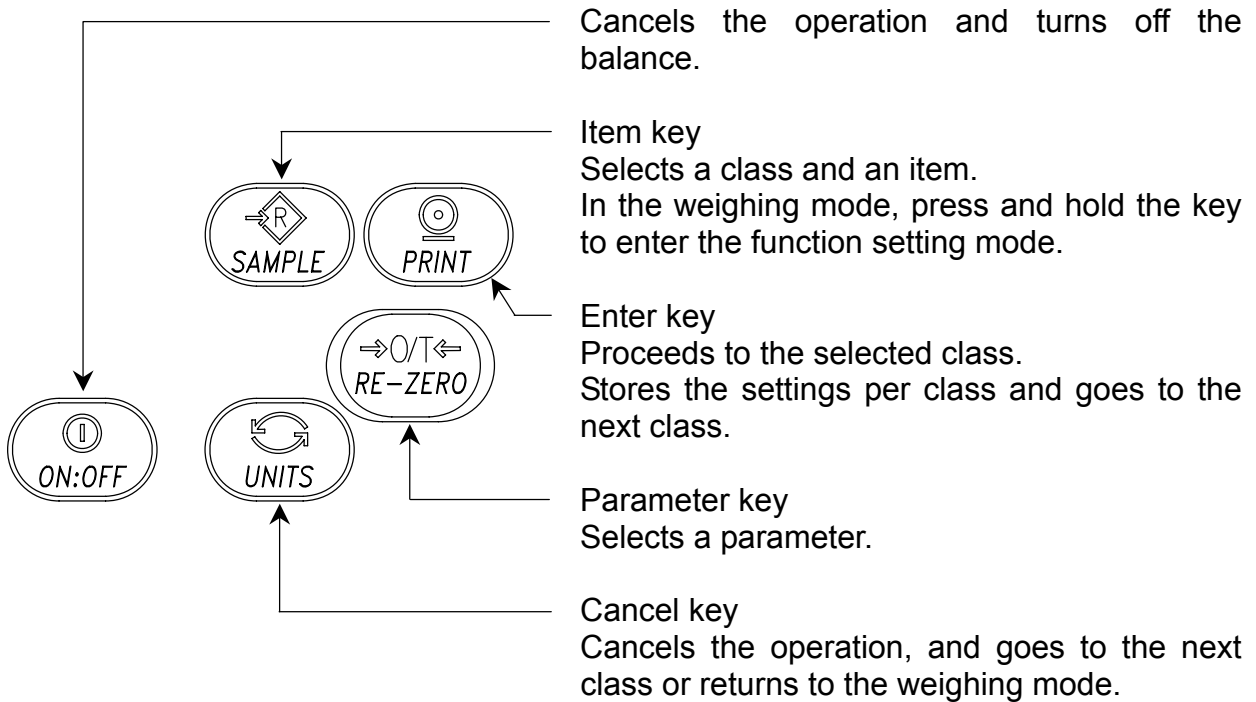 Cancels the operation and turns off the
balance.
Item key
Selects a class and an item.
In the weighing mode, press and hold the key
to enter the function setting mode.
R
SAMPLE
PRINT
Enter key
Proceeds to the selected class.
Stores the settings per class and goes to the
next class.
→O/T←
RE-ZERO
ON:OFF
UNITS
Parameter key
Selects a parameter.
Cancel key
Cancels the operation, and goes to the next
class or returns to the weighing mode.